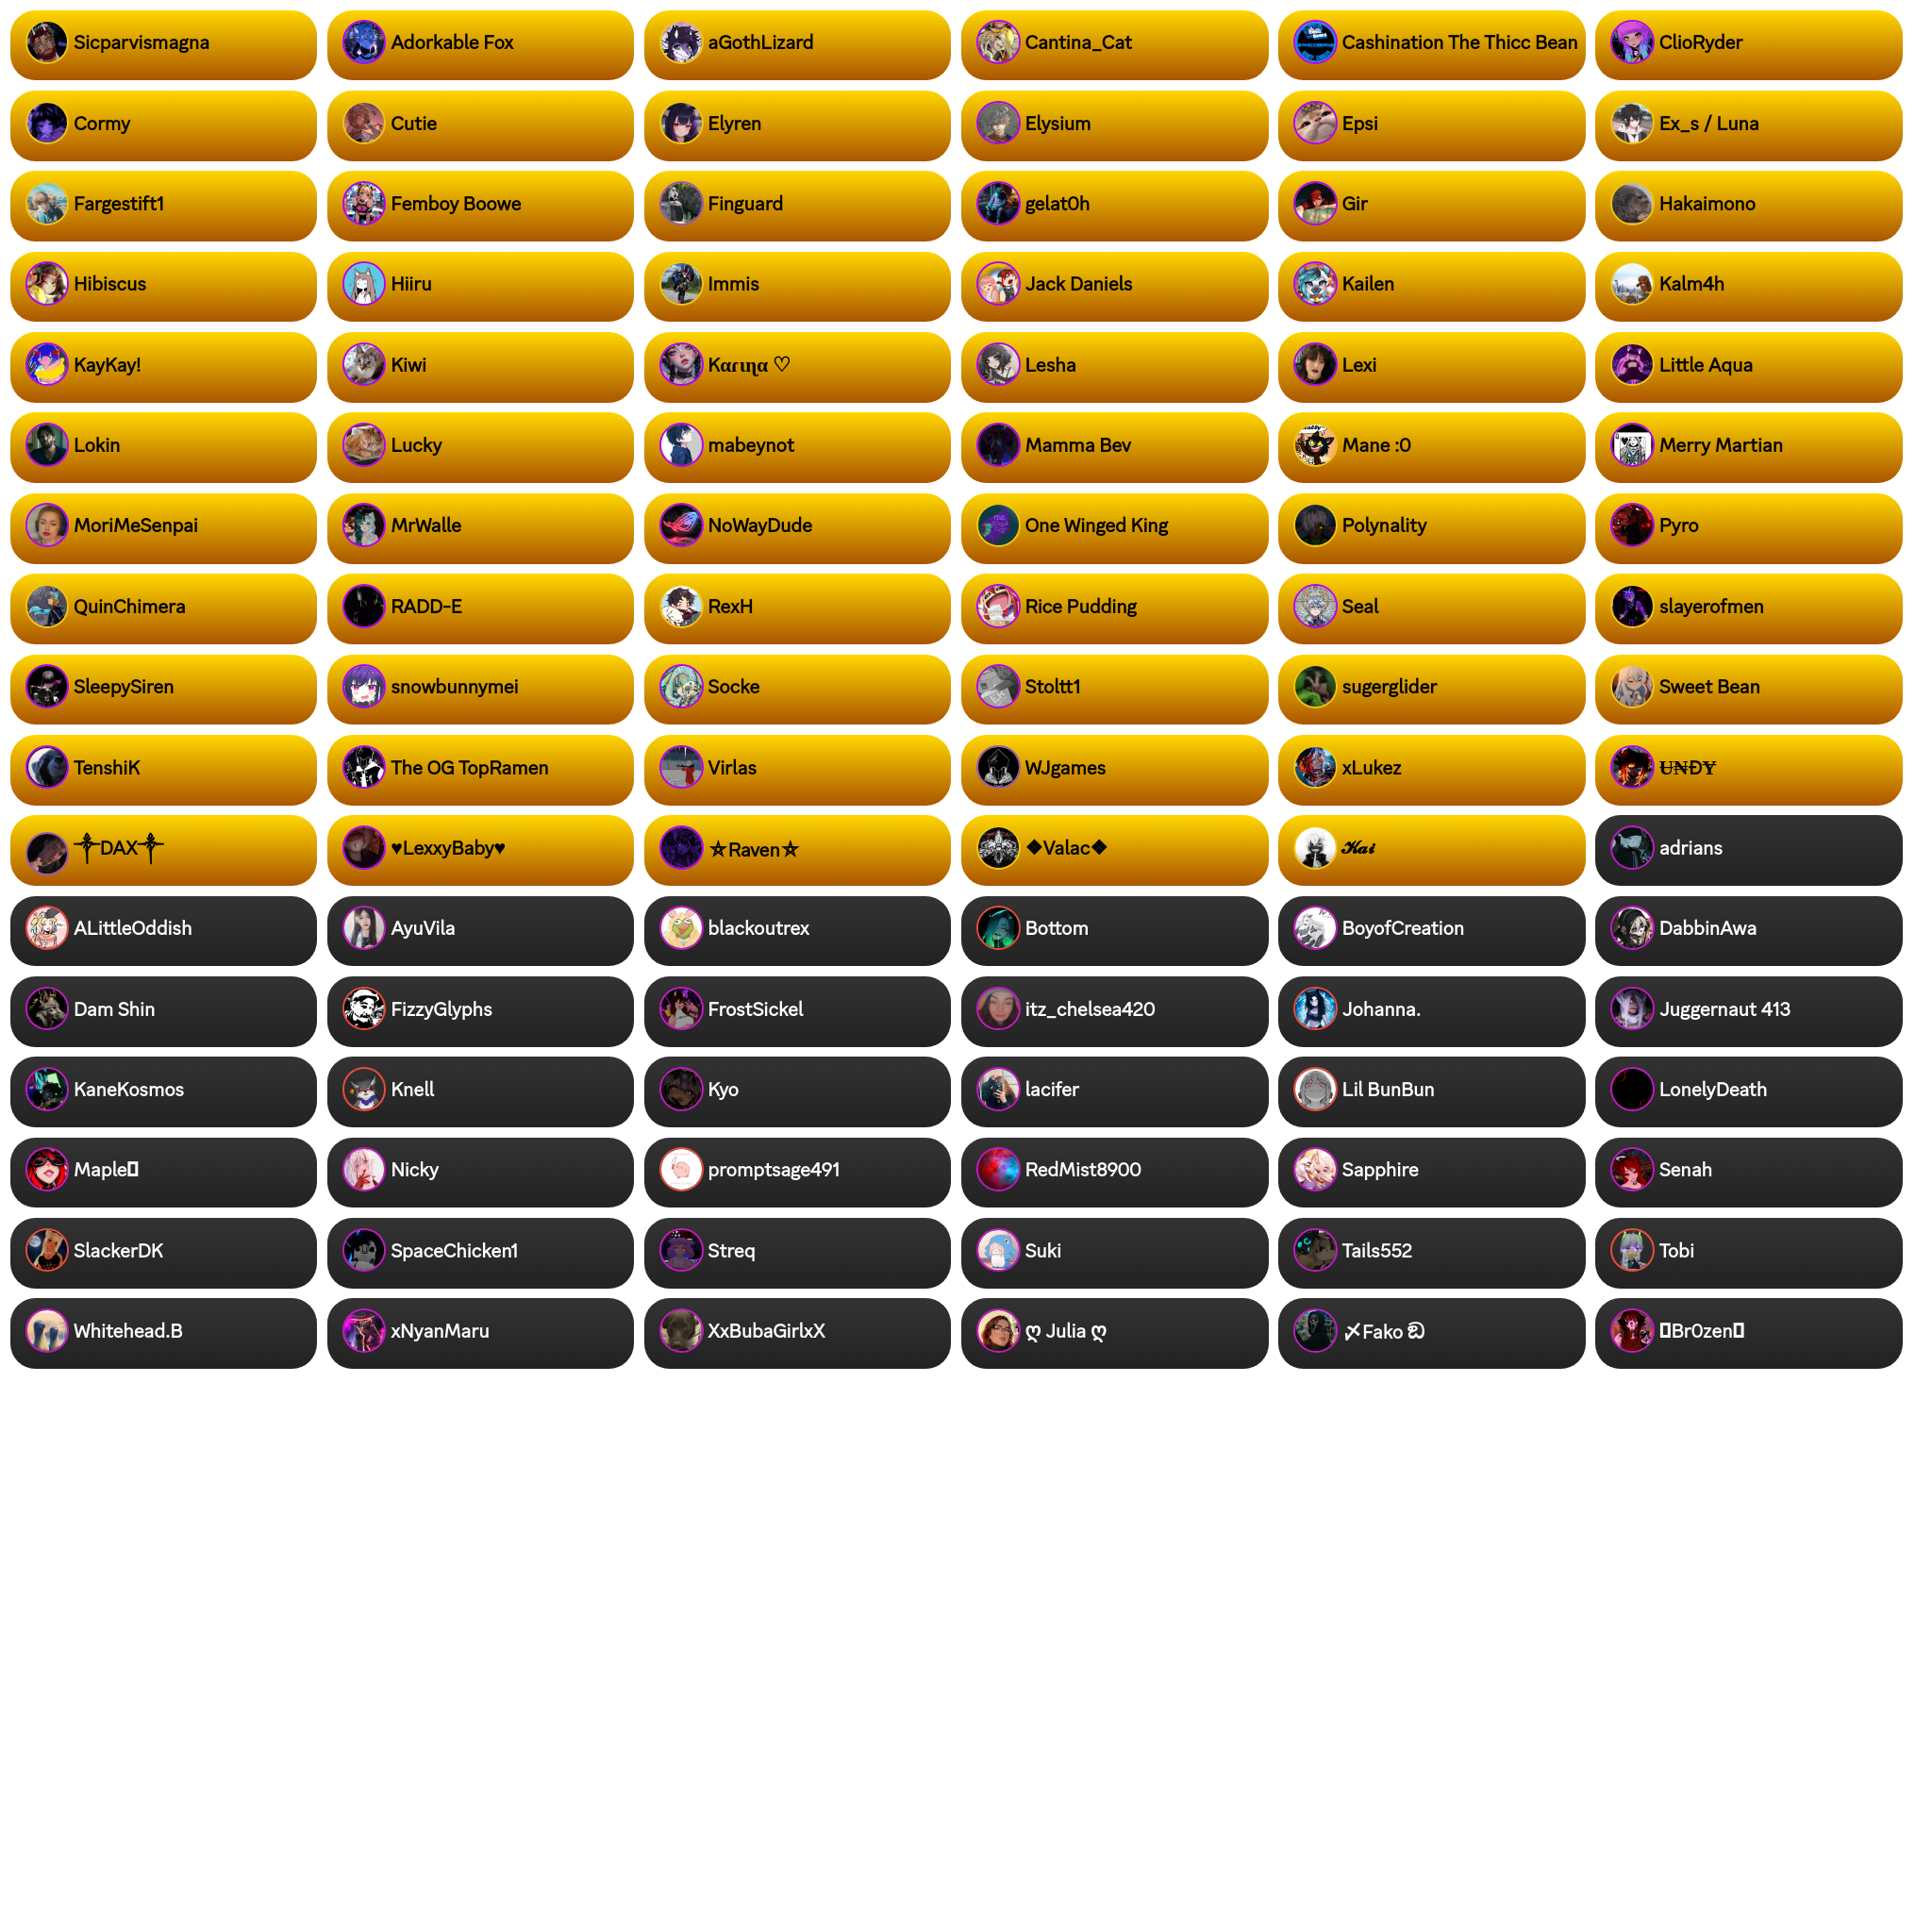 Sicparvismagna
Adorkable Fox
aGothLizard
Cantina_Cat
Cashination The Thicc Bean
ClioRyder
Cormy
Cutie
Elyren
Elysium
Epsi
Ex_s / Luna
Fargestift1
Femboy Boowe
Finguard
gelat0h
Gir
Hakaimono
Hibiscus
Hiiru
Immis
Jack Daniels
Kailen
Kalm4h
KayKay!
Kiwi
Kαɾιɳα ♡
Lesha
Lexi
Little Aqua
Lokin
Lucky
mabeynot
Mamma Bev
Mane :0
Merry Martian
MoriMeSenpai
MrWalle
NoWayDude
One Winged King
Polynality
Pyro
QuinChimera
RADD-E
RexH
Rice Pudding
Seal
slayerofmen
SleepySiren
snowbunnymei
Socke
Stoltt1
sugerglider
Sweet Bean
TenshiK
The OG TopRamen
Virlas
WJgames
xLukez
U̶N̶D̶Y̶
༒DAX༒
♥LexxyBaby♥
⛤Raven⛤
❖Valac❖
𝓚𝓪𝓲
adrians
ALittleOddish
AyuVila
blackoutrex
Bottom
BoyofCreation
DabbinAwa
Dam Shin
FizzyGlyphs
FrostSickel
itz_chelsea420
Johanna.
Juggernaut 413
KaneKosmos
Knell
Kyo
lacifer
Lil BunBun
LonelyDeath
Maple
Nicky
promptsage491
RedMist8900
Sapphire
Senah
SlackerDK
SpaceChicken1
Streq
Suki
Tails552
Tobi
Whitehead.B
xNyanMaru
XxBubaGirlxX
ღ Julia ღ
〆Fako ඞ
Br0zen